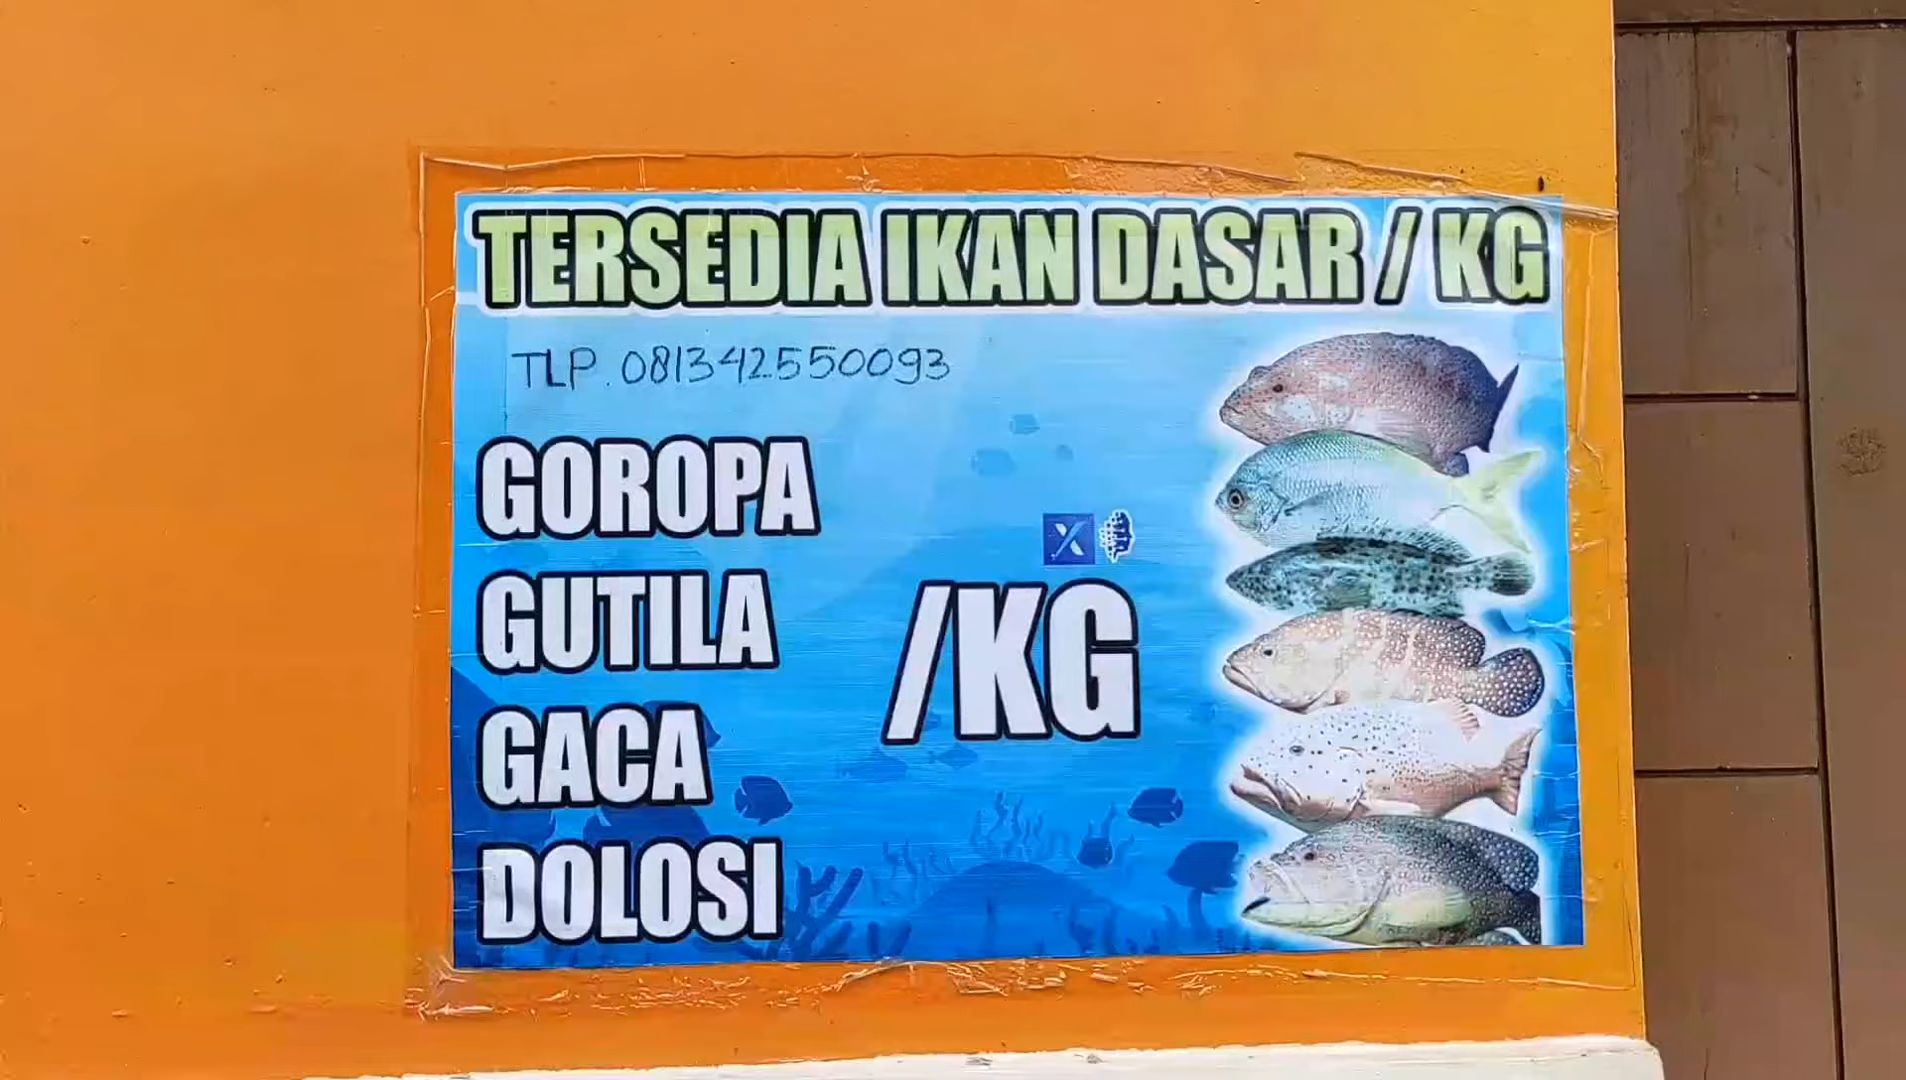 TERSEDIA IKAN DASAR / KG
TLP. 081342550093
GOROPA
GUTILA
GACA
DOLOSI
/KG